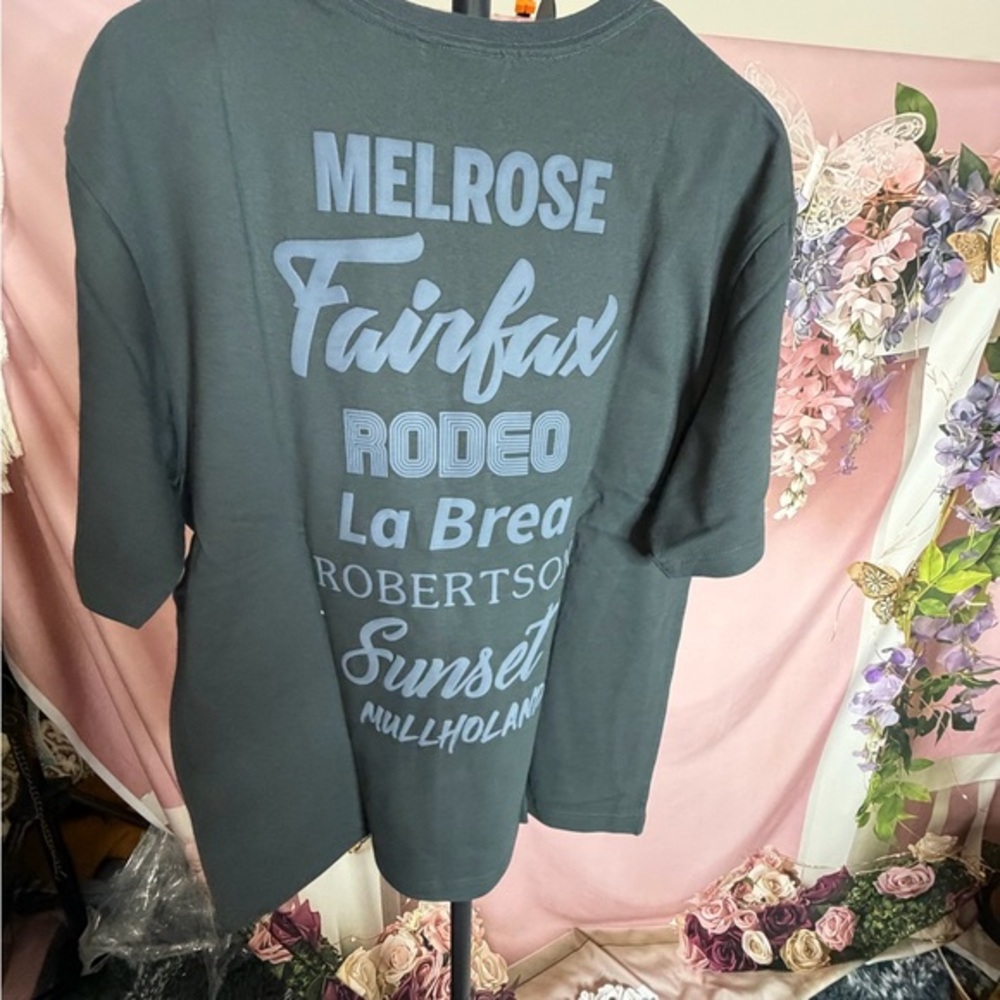 MELROSE
Fairfax
RODEO
La Brea
ROBERTSON
Sunset
MULLHOLAND